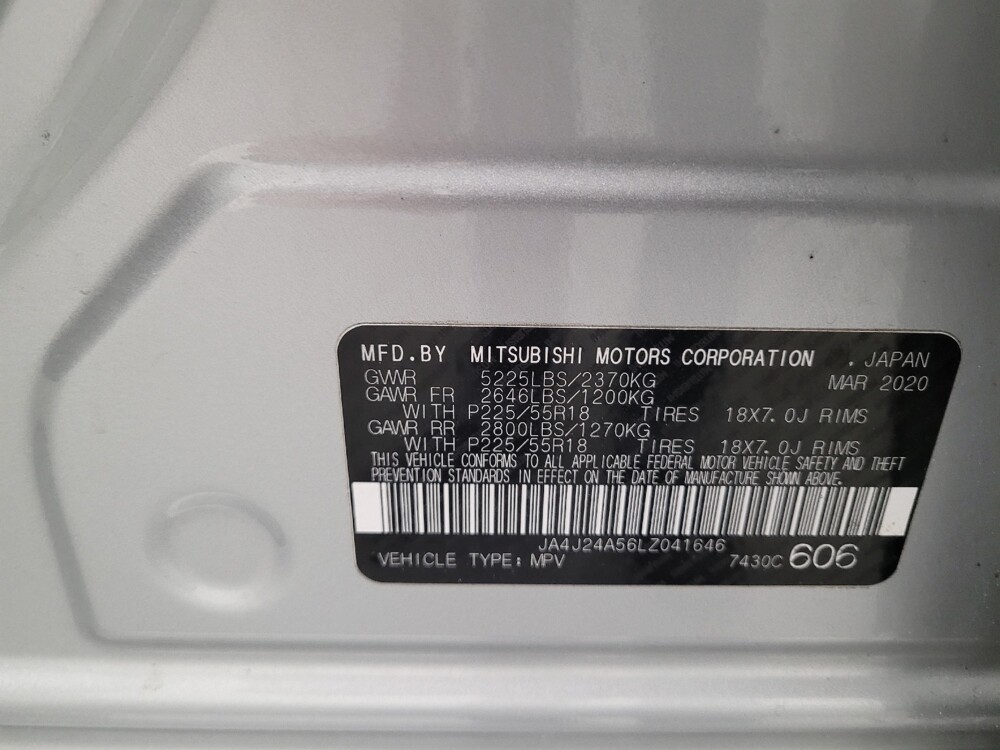 MFD.BY MITSUBISHI MOTORS CORPORATION . JAPAN
GVWR 5225LBS/2370KG MAR 2020
GAWR FR 2646LBS/1200KG
WITH P225/55R18 TIRES 18X7.0J RIMS
GAWR RR 2800LBS/1270KG
WITH P225/55R18 TIRES 18X7.0J RIMS
THIS VEHICLE CONFORMS TO ALL APPLICABLE FEDERAL MOTOR VEHICLE SAFETY AND THEFT
PREVENTION STANDARDS IN EFFECT ON THE DATE OF MANUFACTURE SHOWN ABOVE.
JA4J24A56LZ041646
VEHICLE TYPE: MPV 7430C 606